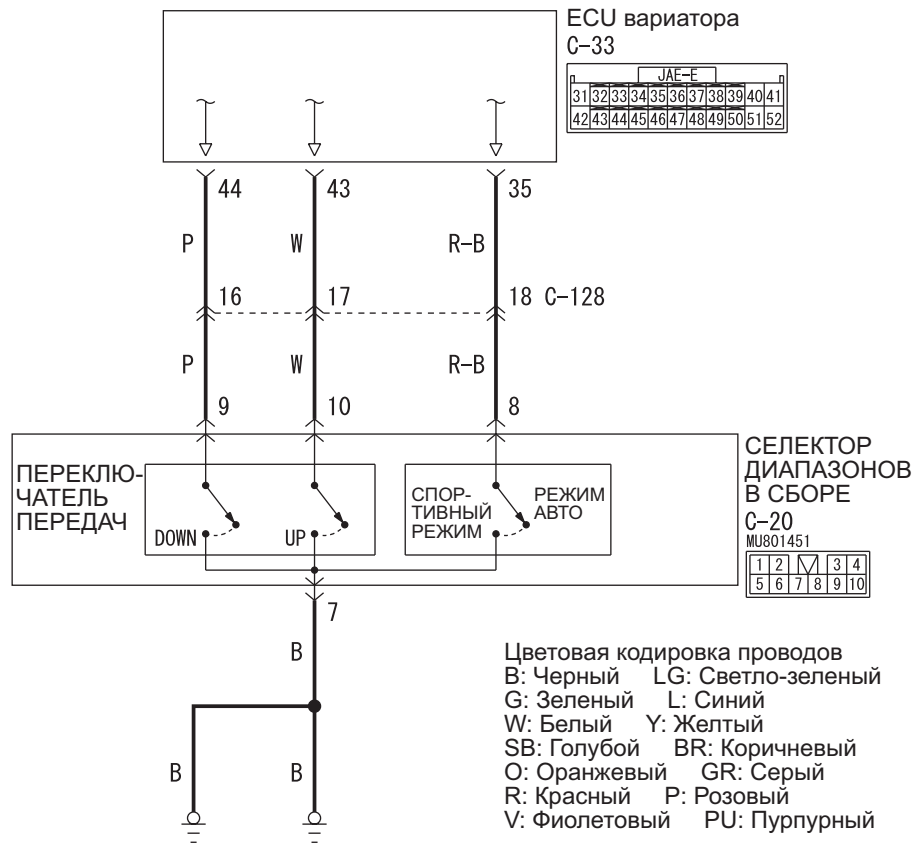 ECU вариатора
C-33
JAE-E
31 32 33 34 35 36 37 38 39 40 41
42 43 44 45 46 47 48 49 50 51 52
44 43 35
P W R-B
16 17 18 C-128
P W R-B
9 10 8
ПЕРЕКЛЮ-
ЧАТЕЛЬ
ПЕРЕДАЧ
DOWN UP
СПОР-
ТИВНЫЙ
РЕЖИМ
РЕЖИМ
АВТО
СЕЛЕКТОР
ДИАПАЗОНОВ
В СБОРЕ
C-20
MU801451
1 2 3 4
5 6 7 8 9 10
7
B
B B
Цветовая кодировка проводов
B: Черный LG: Светло-зеленый
G: Зеленый L: Синий
W: Белый Y: Желтый
SB: Голубой BR: Коричневый
O: Оранжевый GR: Серый
R: Красный P: Розовый
V: Фиолетовый PU: Пурпурный